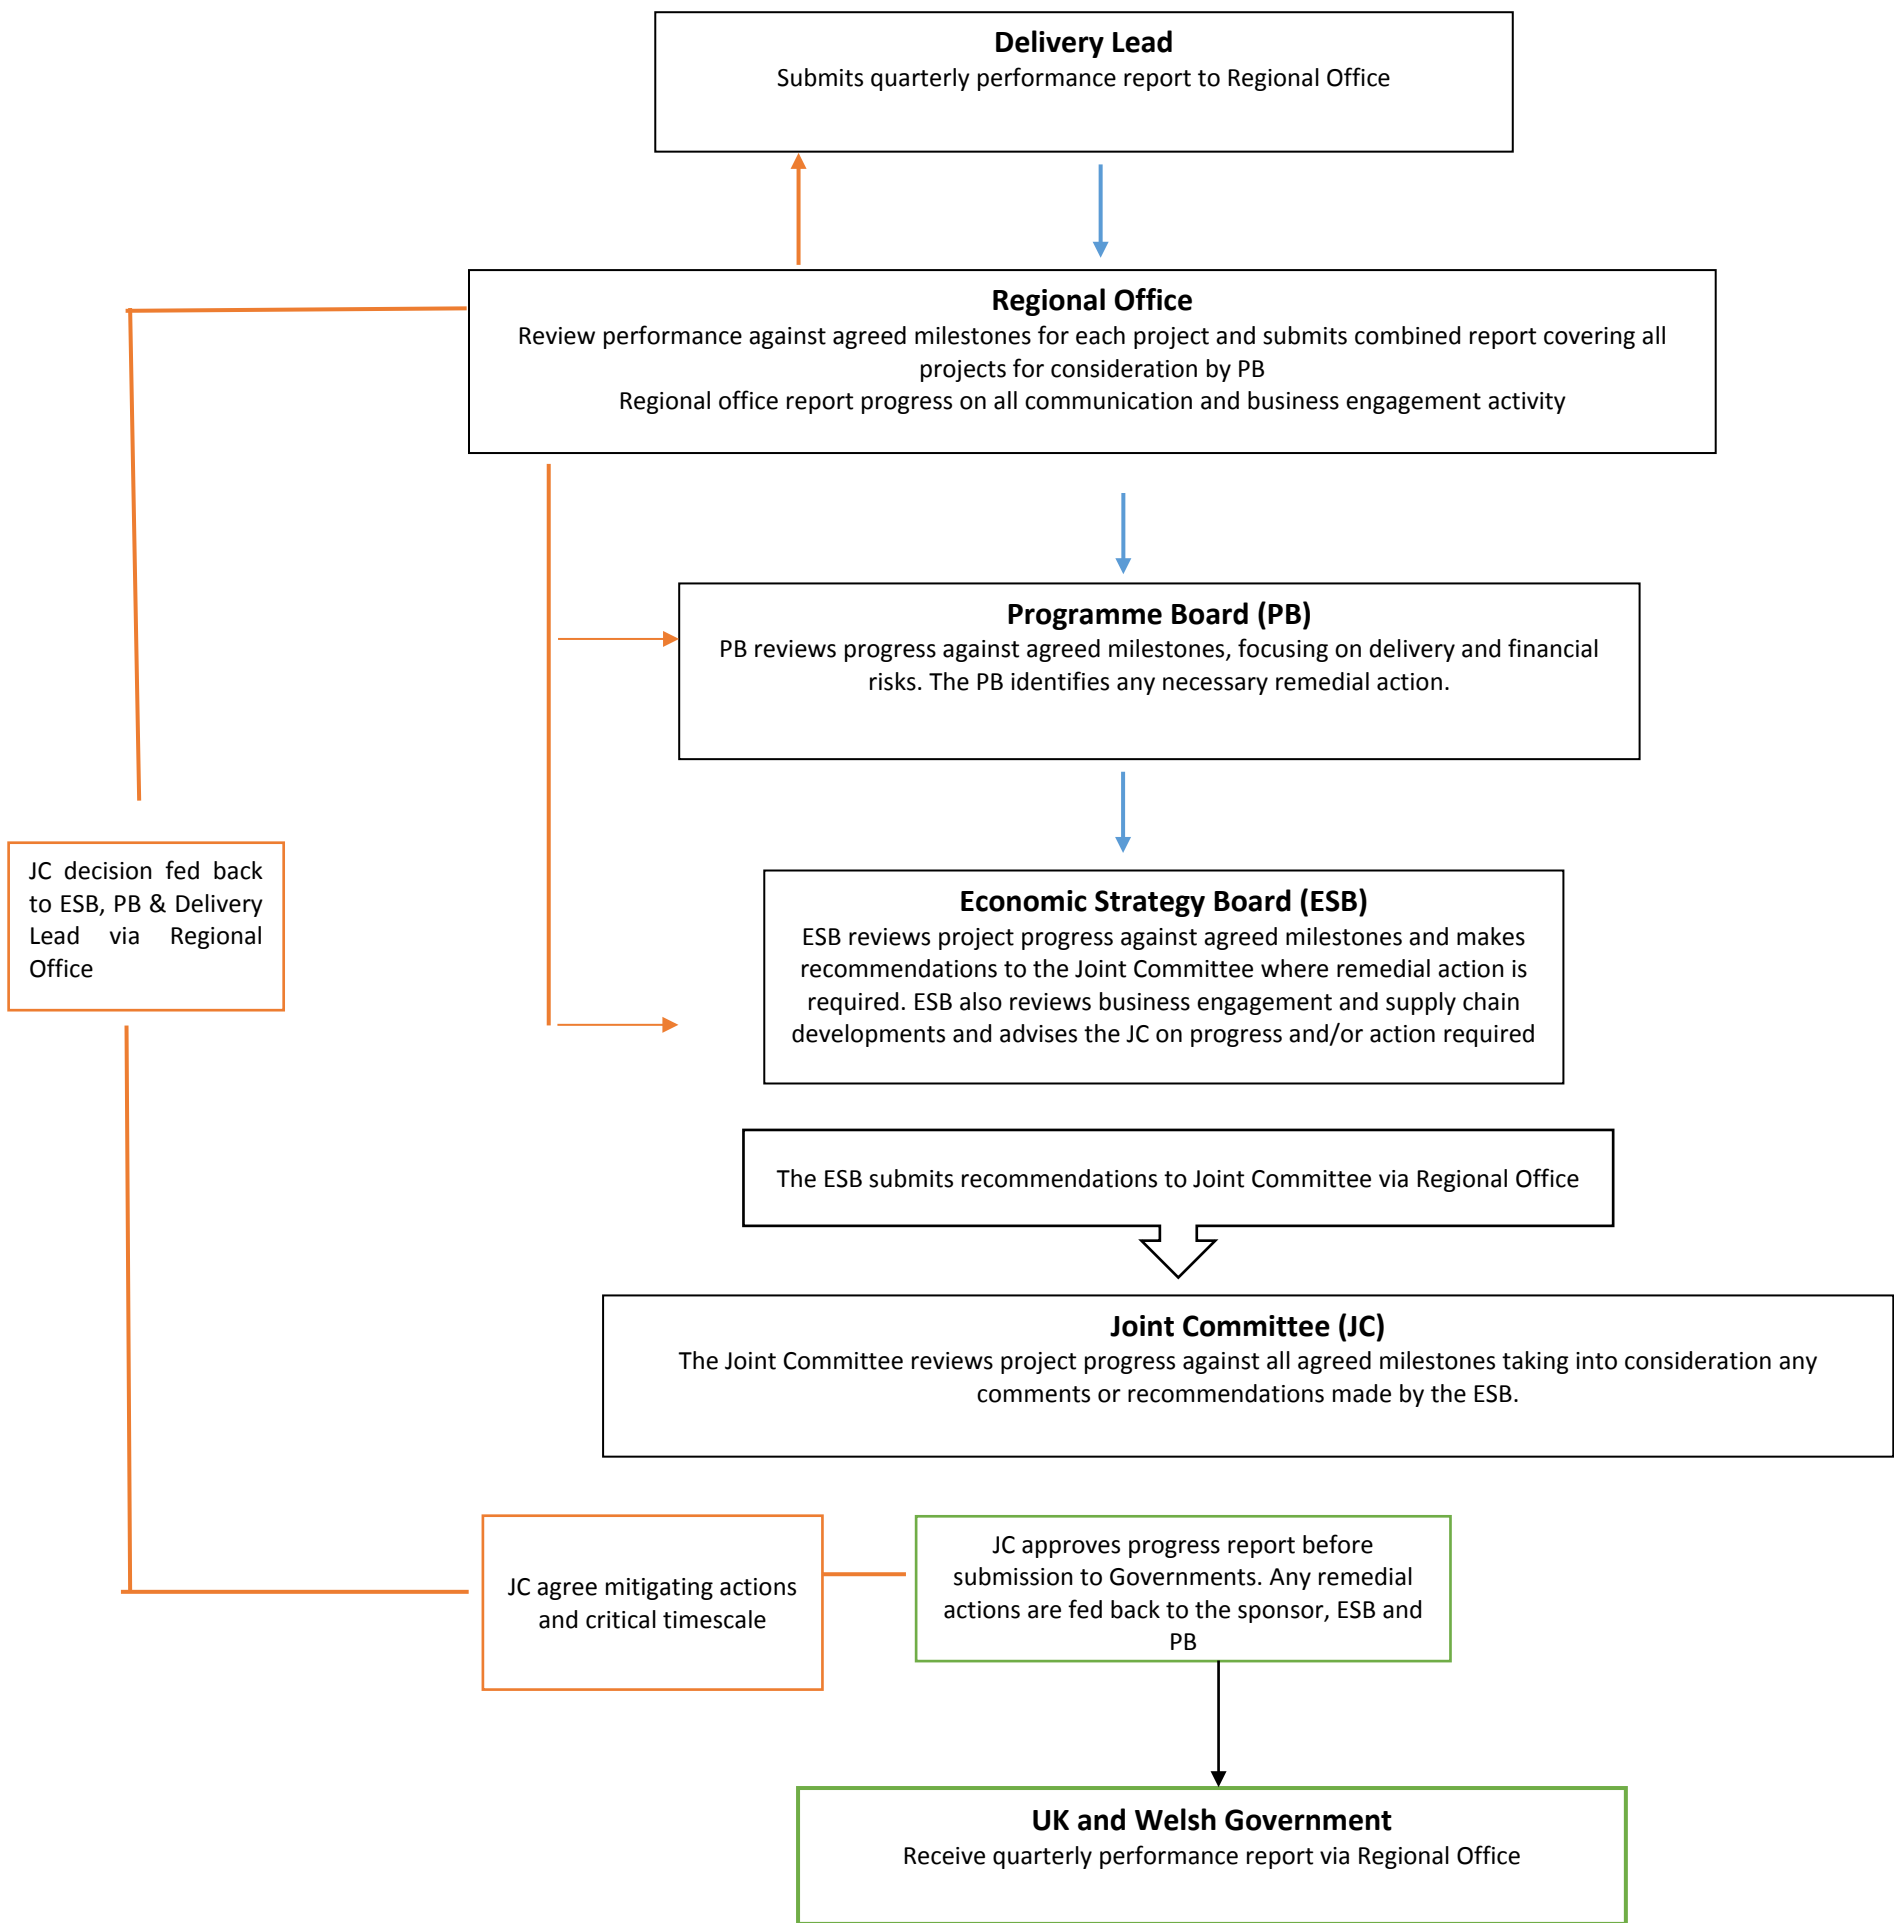 Delivery Lead
Submits quarterly performance report to Regional Office
Regional Office
Review performance against agreed milestones for each project and submits combined report covering all
projects for consideration by PB
Regional office report progress on all communication and business engagement activity
Programme Board (PB)
PB reviews progress against agreed milestones, focusing on delivery and financial
risks. The PB identifies any necessary remedial action.
JC decision fed back
to ESB, PB & Delivery
Lead via Regional
Office
Economic Strategy Board (ESB)
ESB reviews project progress against agreed milestones and makes
recommendations to the Joint Committee where remedial action is
required. ESB also reviews business engagement and supply chain
developments and advises the JC on progress and/or action required
The ESB submits recommendations to Joint Committee via Regional Office
Joint Committee (JC)
The Joint Committee reviews project progress against all agreed milestones taking into consideration any
comments or recommendations made by the ESB.
JC agree mitigating actions
and critical timescale
JC approves progress report before
submission to Governments. Any remedial
actions are fed back to the sponsor, ESB and
PB
UK and Welsh Government
Receive quarterly performance report via Regional Office